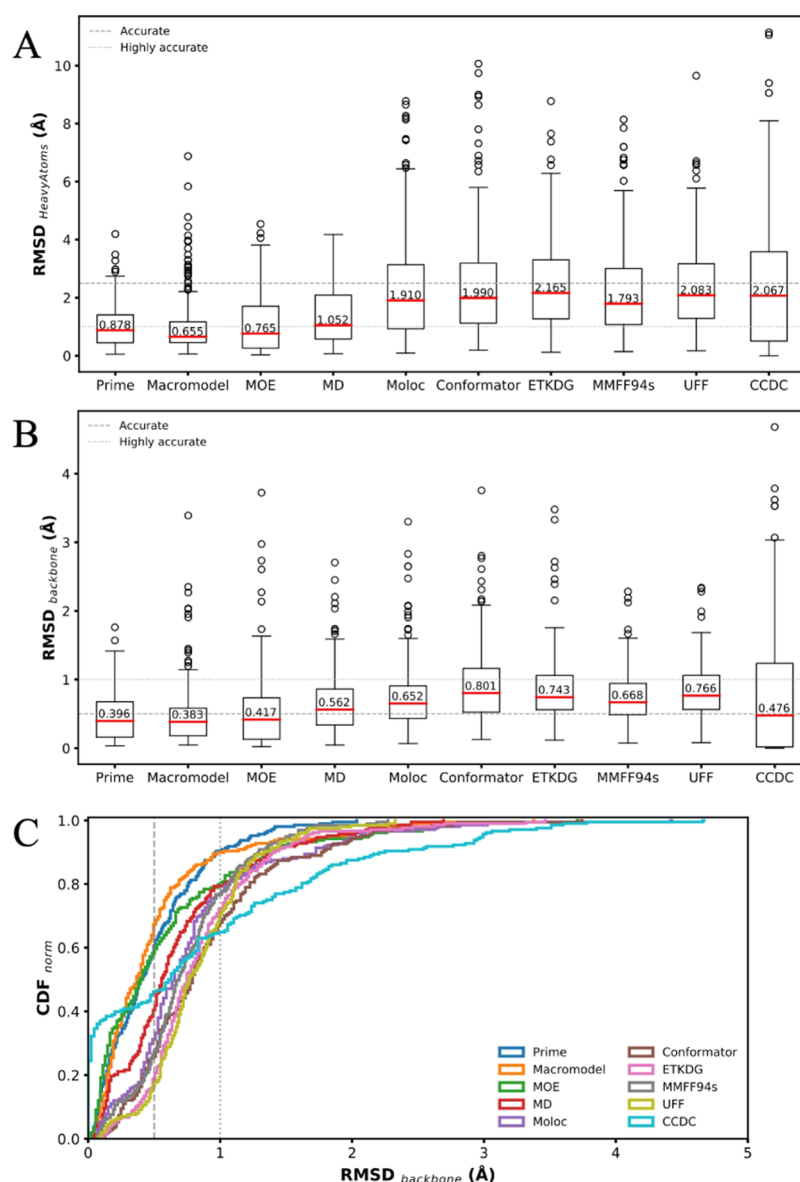 A
Accurate
Highly accurate
RMSD HeavyAtoms (Å)
10
8
6
4
2
0
0.878
0.655
0.765
1.052
1.910
1.990
2.165
1.793
2.083
2.067
Prime Macromodel MOE MD Moloc Conformator ETKDG MMFF94s UFF CCDC
B
Accurate
Highly accurate
RMSD backbone (Å)
4
3
2
1
0
0.396
0.383
0.417
0.562
0.652
0.801
0.743
0.668
0.766
0.476
Prime Macromodel MOE MD Moloc Conformator ETKDG MMFF94s UFF CCDC
C
CDF norm
1.0
0.8
0.6
0.4
0.2
0.0
Prime
Macromodel
MOE
MD
Moloc
Conformator
ETKDG
MMFF94s
UFF
CCDC
0 1 2 3 4 5
RMSD backbone (Å)